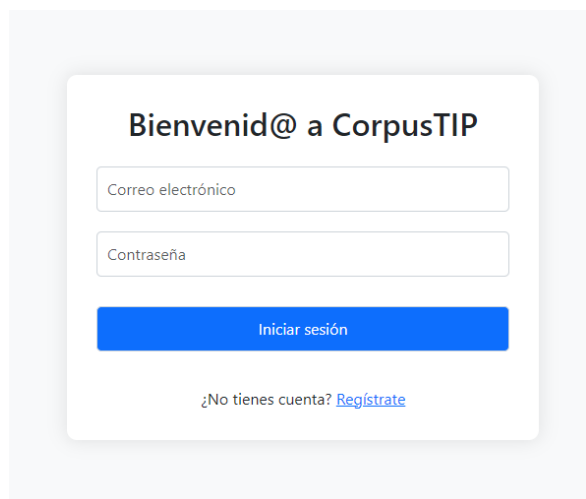 Bienvenid@ a CorpusTIP
Correo electrónico
Contraseña
Iniciar sesión
¿No tienes cuenta? Regístrate